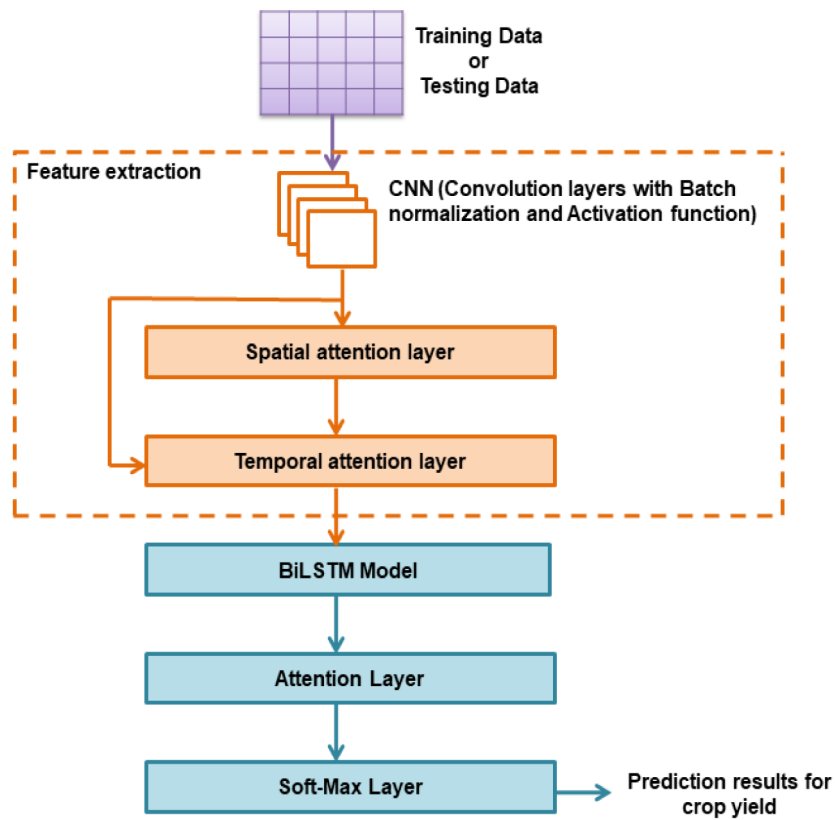 Training Data
or
Testing Data
Feature extraction
CNN (Convolution layers with Batch
normalization and Activation function)
Spatial attention layer
Temporal attention layer
BiLSTM Model
Attention Layer
Soft-Max Layer
Prediction results for
crop yield